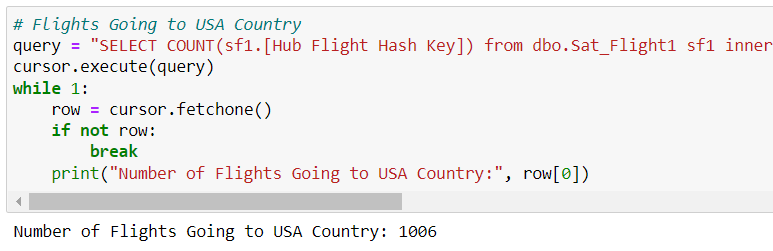 # Flights Going to USA Country
query = "SELECT COUNT(sf1.[Hub Flight Hash Key]) from dbo.Sat_Flight1 sf1 inner
cursor.execute(query)
while 1:
    row = cursor.fetchone()
    if not row:
        break
    print("Number of Flights Going to USA Country:", row[0])
Number of Flights Going to USA Country: 1006